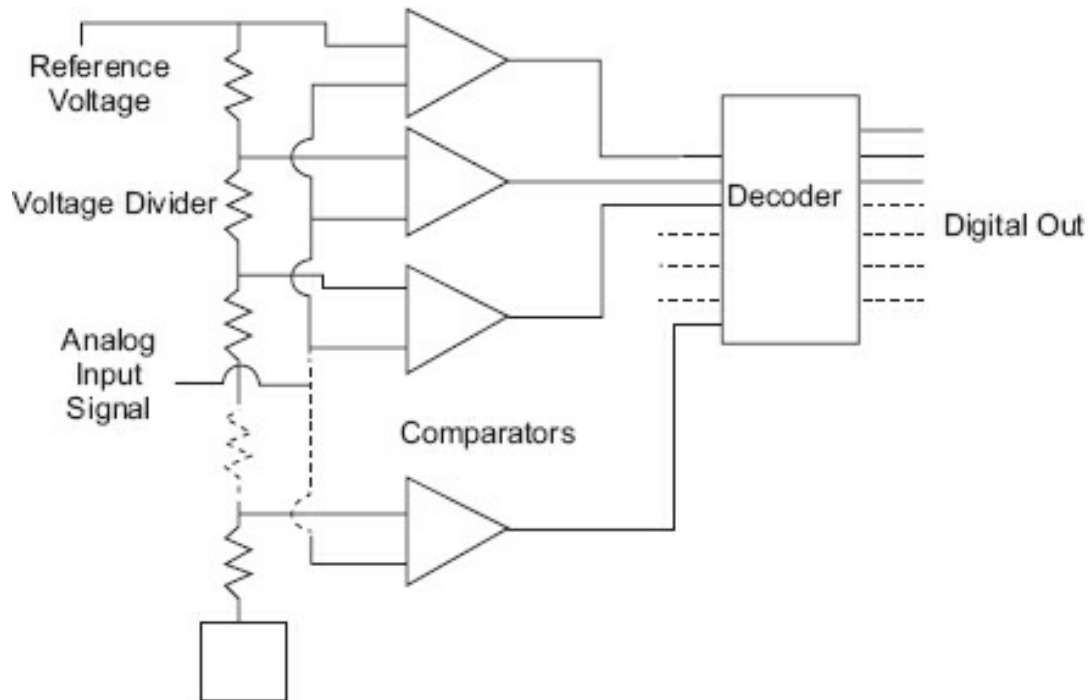 Reference
Voltage
Voltage Divider
Analog
Input
Signal
Comparators
Decoder
Digital Out